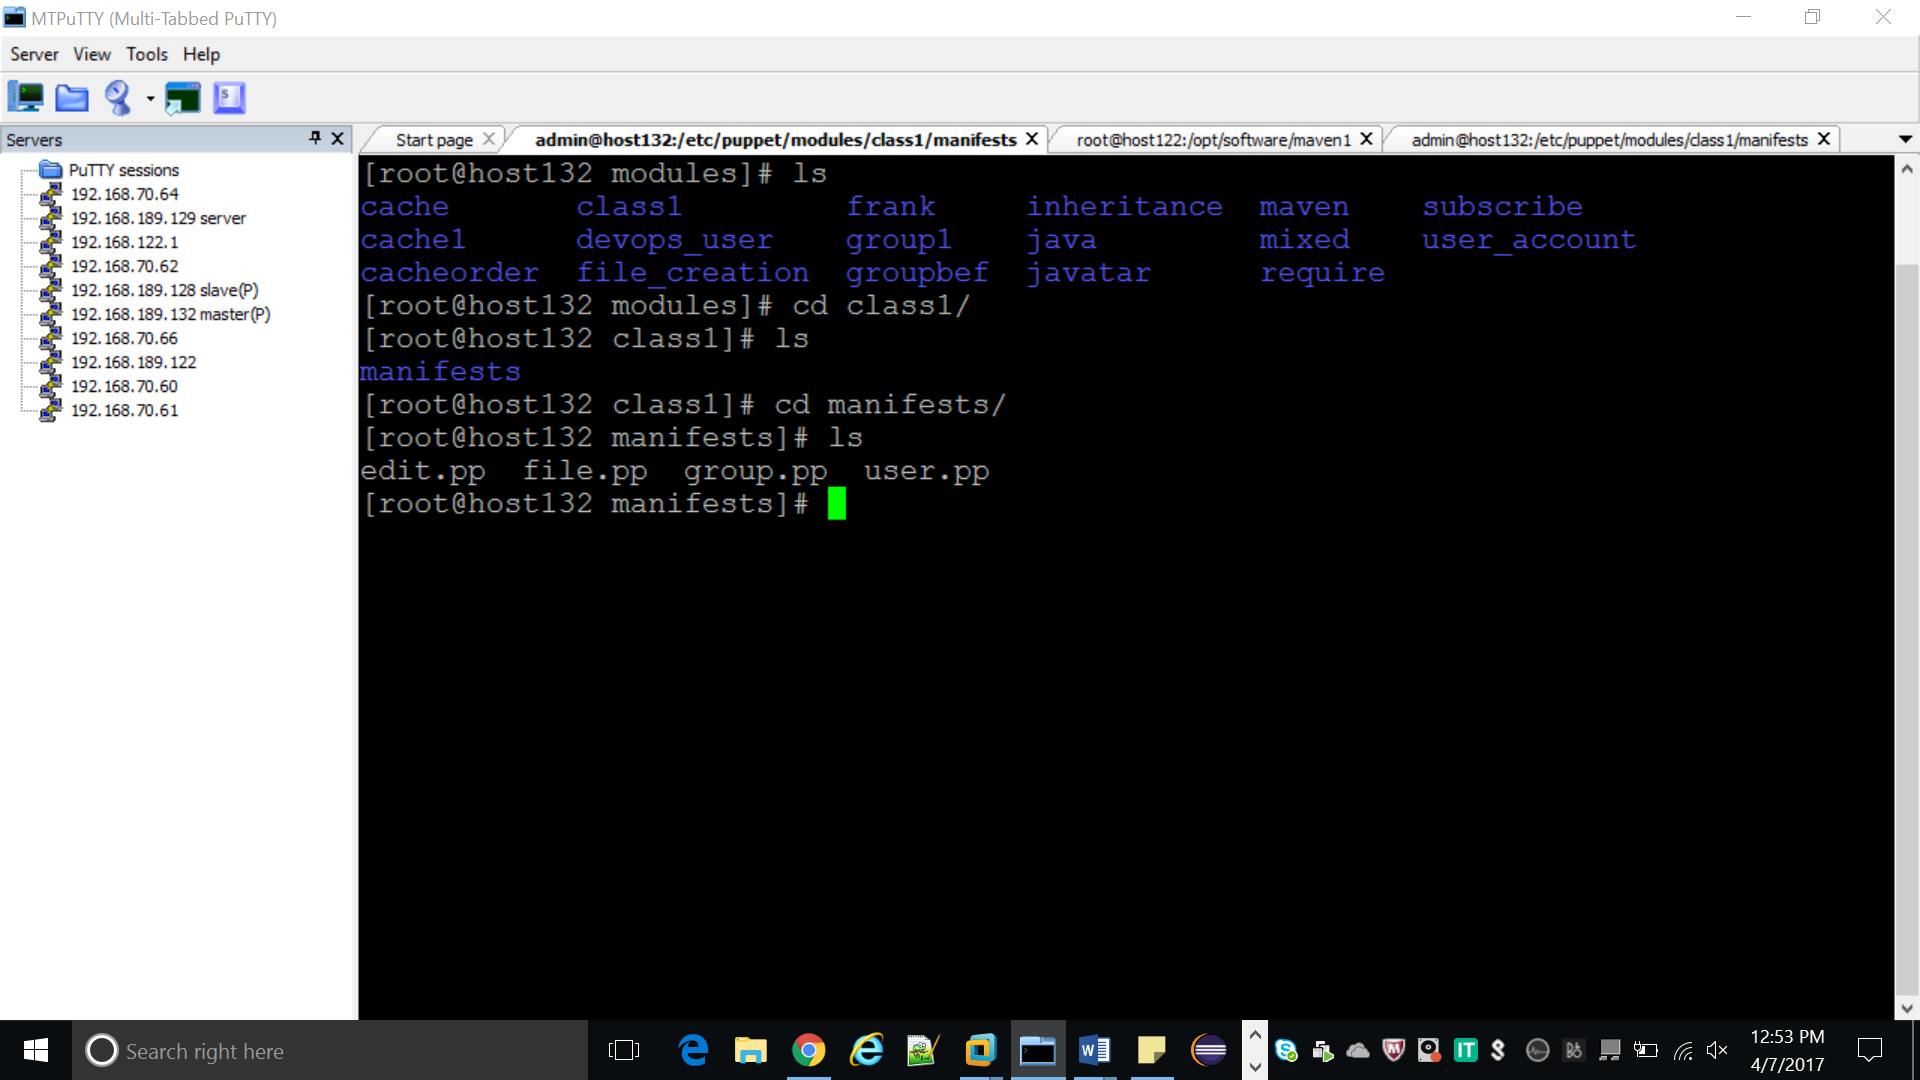 MTPuTTY (Multi-Tabbed PuTTY)
Server View Tools Help
Servers
PuTTY sessions
192.168.70.64
192.168.189.129 server
192.168.122.1
192.168.70.62
192.168.189.128 slave(P)
192.168.189.132 master(P)
192.168.70.66
192.168.189.122
192.168.70.60
192.168.70.61
Start page admin@host132:/etc/puppet/modules/class1/manifests root@host122:/opt/software/maven1 admin@host132:/etc/puppet/modules/class1/manifests
[root@host132 modules]# ls
cache class1 frank inheritance maven subscribe
cache1 devops_user group1 java mixed user_account
cacheorder file_creation groupbef javatar require
[root@host132 modules]# cd class1/
[root@host132 class1]# ls
manifests
[root@host132 class1]# cd manifests/
[root@host132 manifests]# ls
edit.pp file.pp group.pp user.pp
[root@host132 manifests]#
Search right here
IT
12:53 PM
4/7/2017